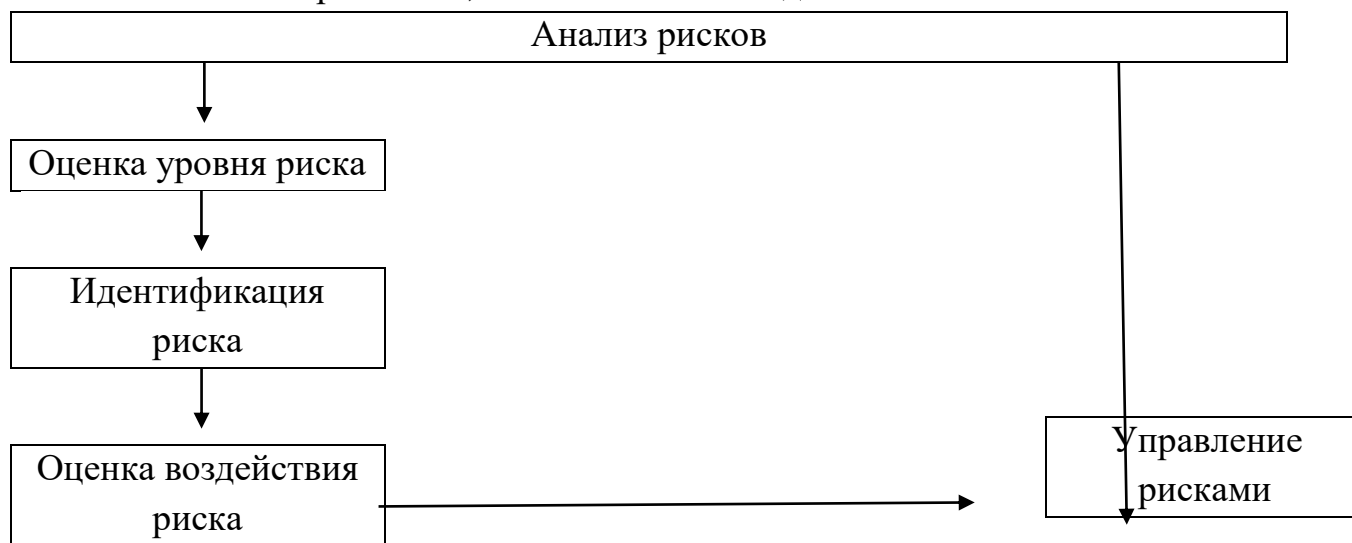 Анализ рисков
Оценка уровня риска
Идентификация
риска
Оценка воздействия
риска
Управление
рисками